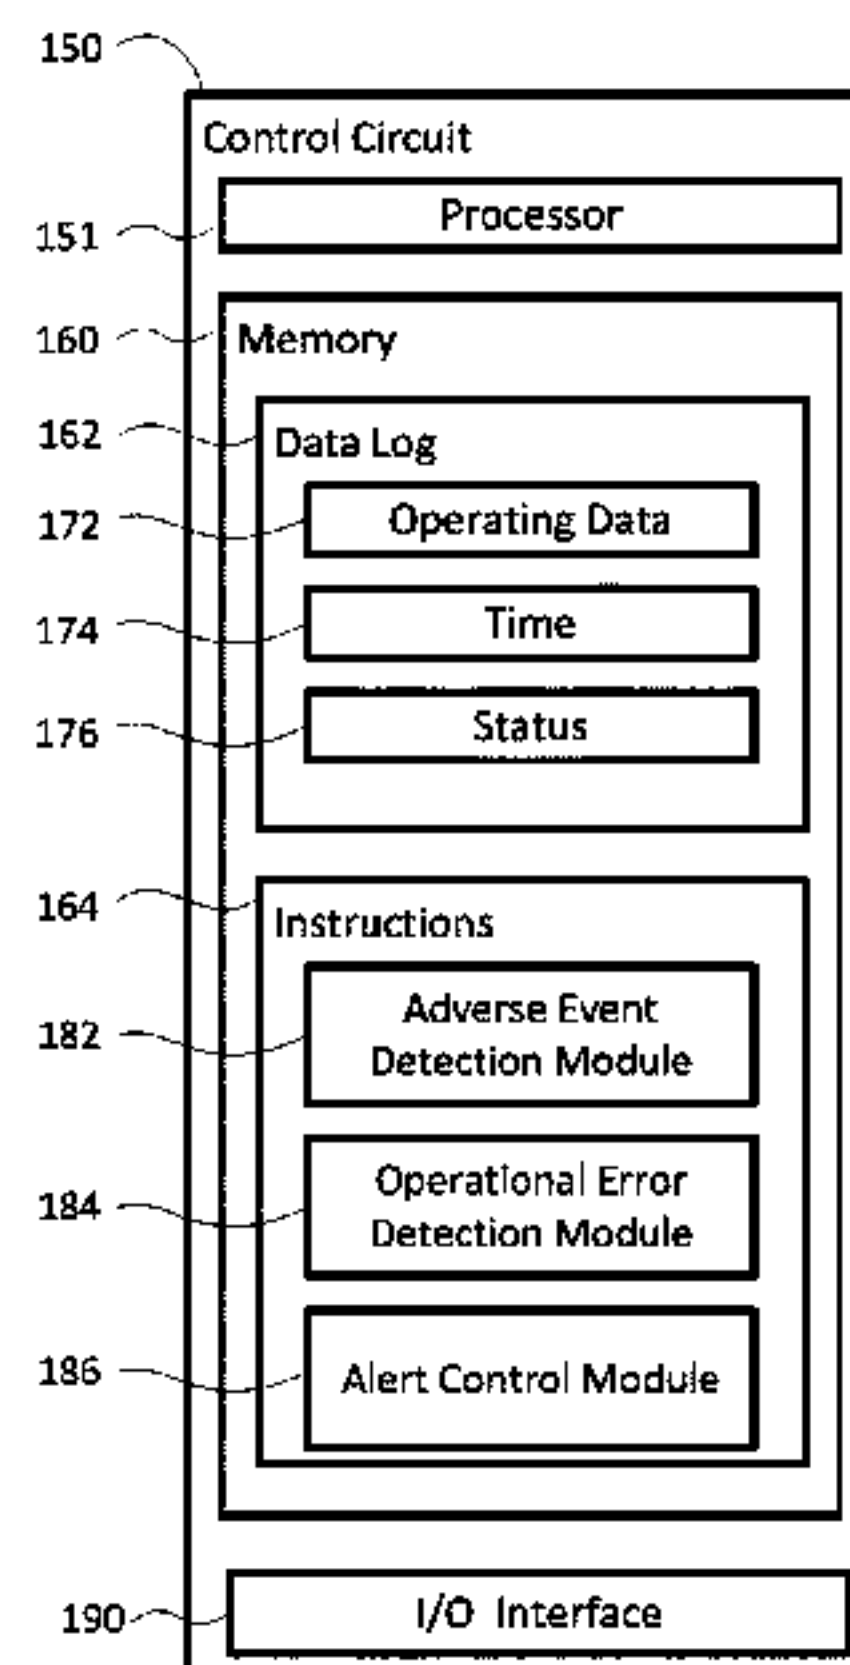 150
Control Circuit
Processor
151
160
Memory
162
Data Log
172
Operating Data
174
Time
176
Status
164
Instructions
182
Adverse Event
Detection Module
184
Operational Error
Detection Module
186
Alert Control Module
190
I/O Interface